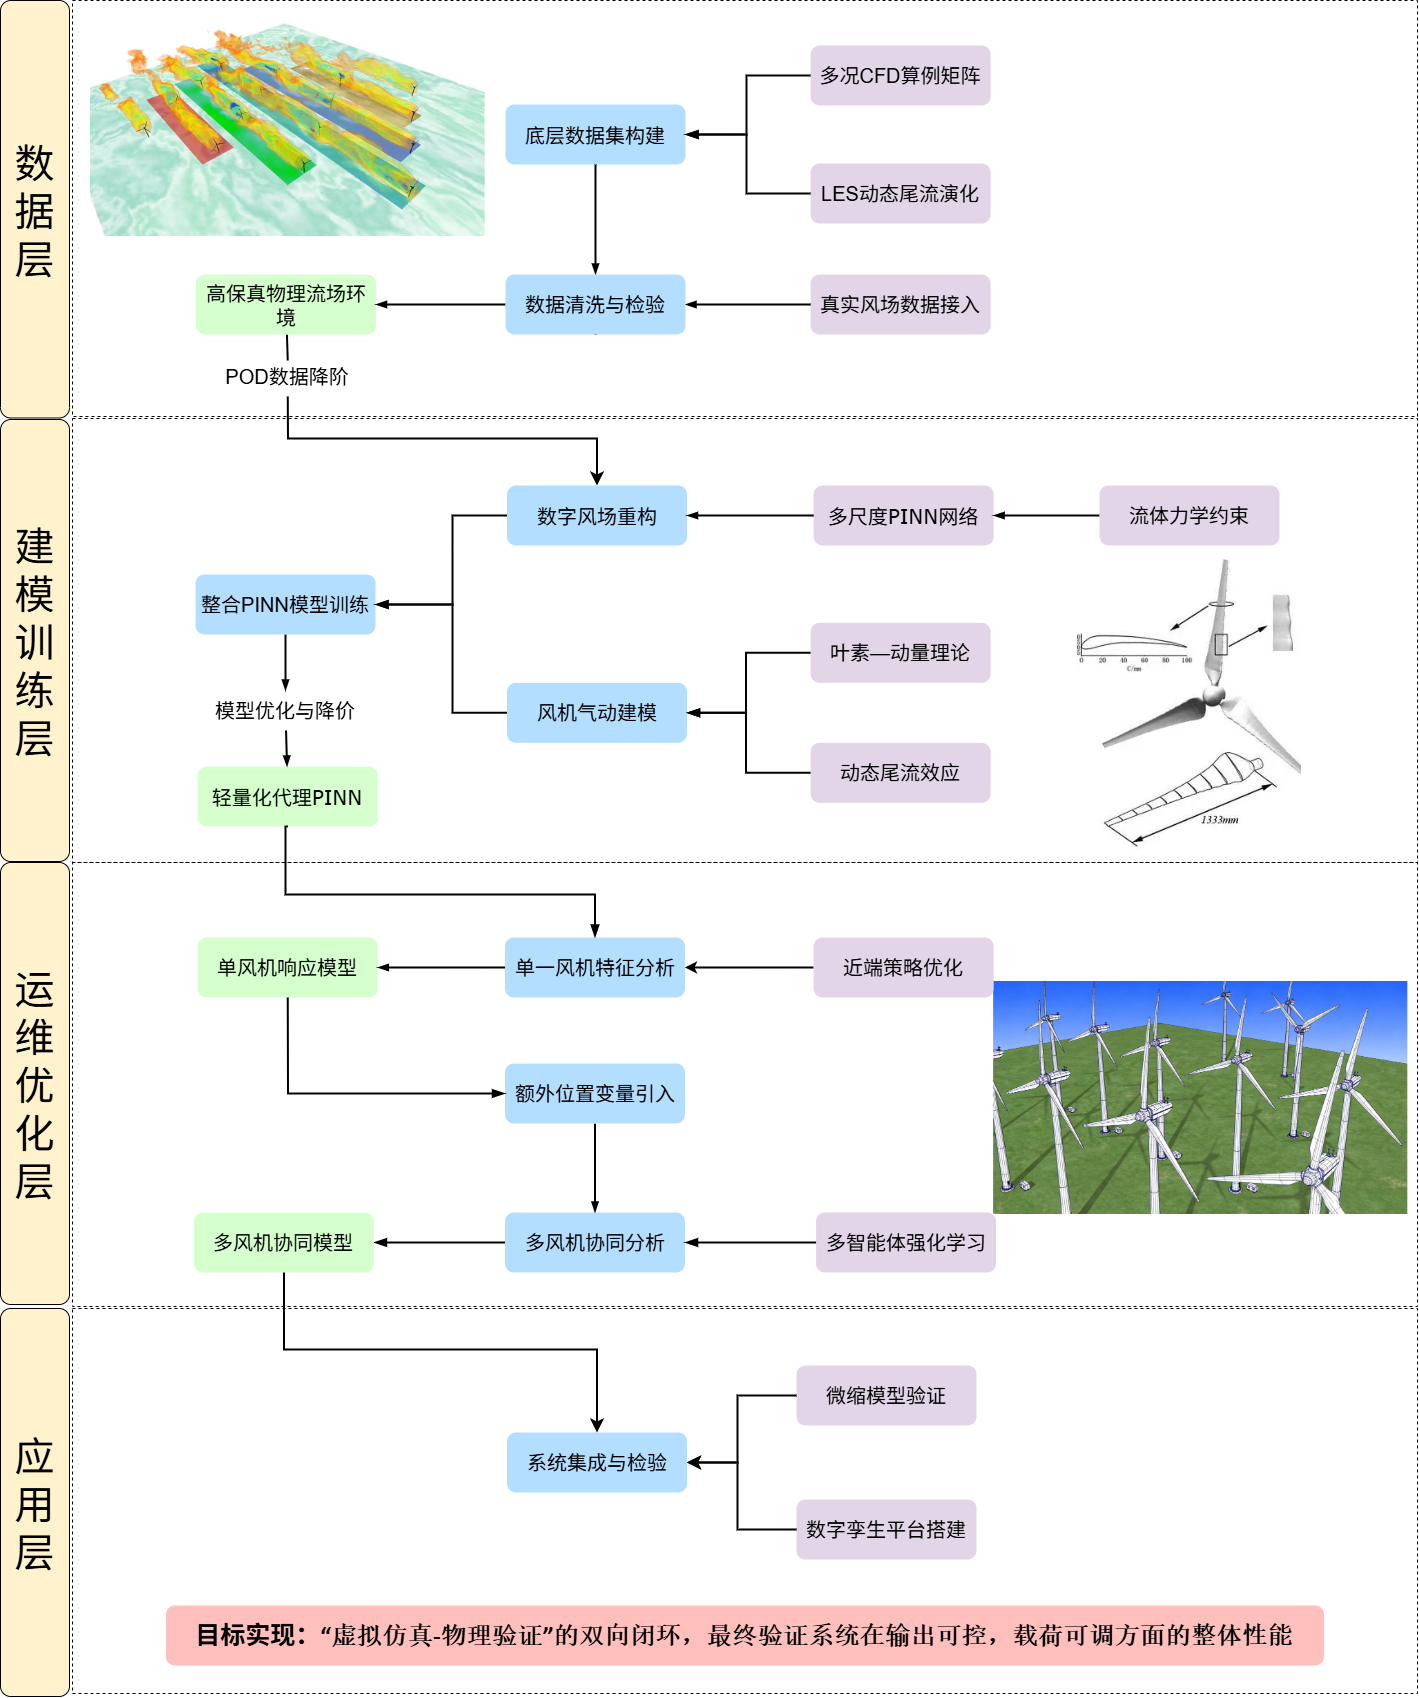 数据层
多况CFD算例矩阵
底层数据集构建
LES动态尾流演化
高保真物理流场环
境
数据清洗与检验
真实风场数据接入
POD数据降阶
建模训练层
数字风场重构
多尺度PINN网络
流体力学约束
整合PINN模型训练
叶素—动量理论
0 20 40 60 80 100
C/mm
模型优化与降价
风机气动建模
动态尾流效应
轻量化代理PINN
1333mm
运维优化层
单风机响应模型
单一风机特征分析
近端策略优化
额外位置变量引入
多风机协同模型
多风机协同分析
多智能体强化学习
应用层
微缩模型验证
系统集成与检验
数字孪生平台搭建
目标实现：“虚拟仿真-物理验证”的双向闭环，最终验证系统在输出可控，载荷可调方面的整体性能